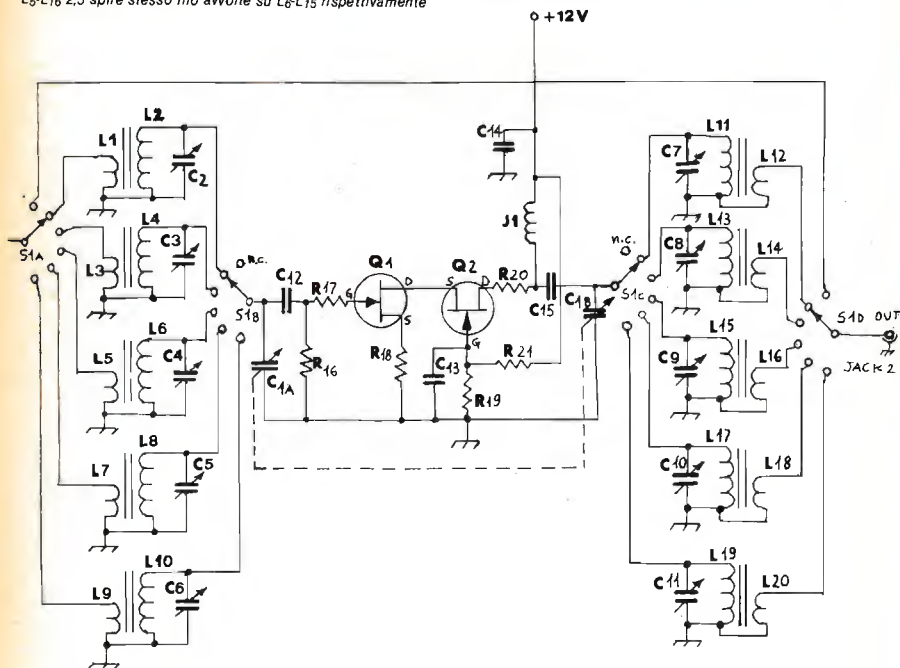 L5-L16 2,5 spire stesso filo avvolte su L6-L15 rispettivamente
+12V
L1
L2
C2
C14
C7
L11
L12
J1
L3
L4
C3
S1A
n.c.
S1B
C12
R17
Q1
G
D
S
Q2
S
D
G
R20
C15
C1B
n.c.
S1C
C8
L13
L14
S1D OUT
JACK 2
L5
L6
C4
C1A
R16
R18
C13
R21
R19
C9
L15
L16
L7
L8
C5
C10
L17
L18
L9
L10
C6
C11
L19
L20